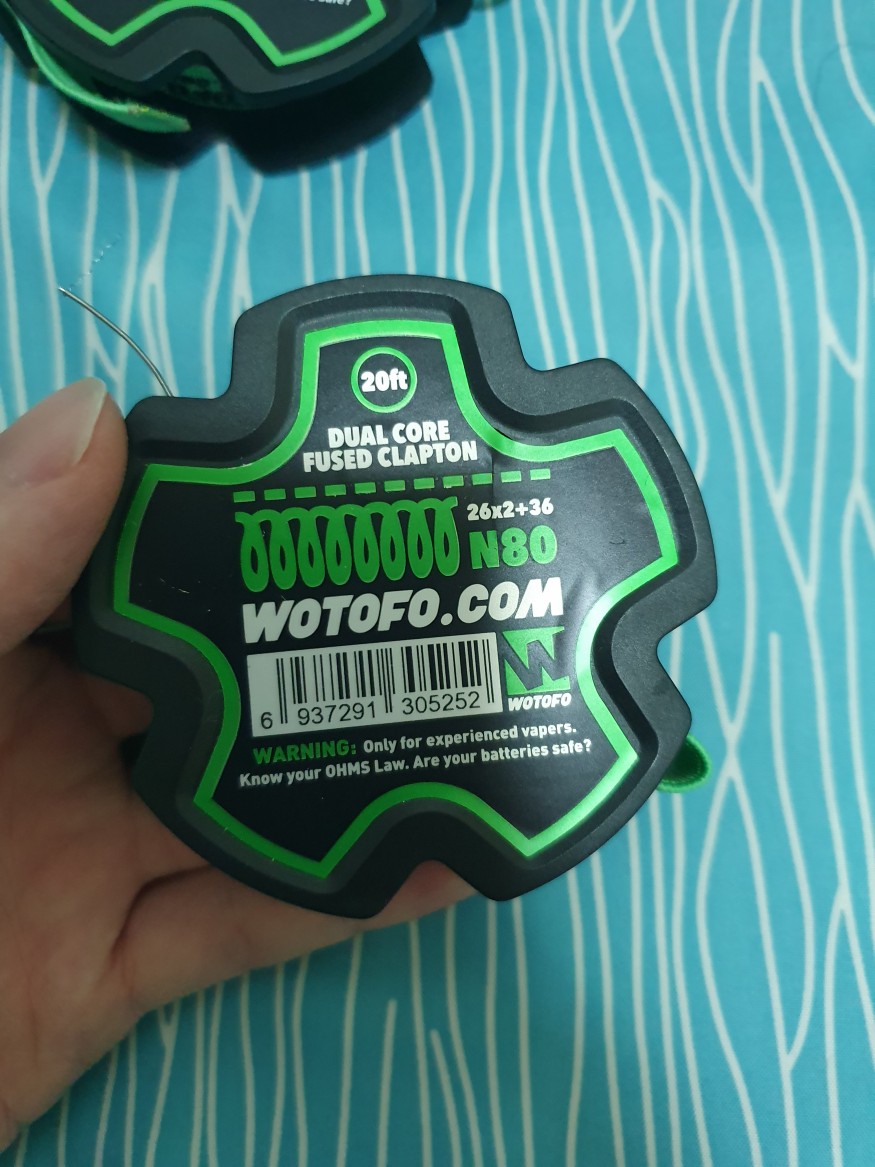 20ft
DUAL CORE
FUSED CLAPTON
26x2+36
N80
WOTOFO.COM
6 937291 305252
WOTOFO
WARNING: Only for experienced vapers.
Know your OHMS Law. Are your batteries safe?